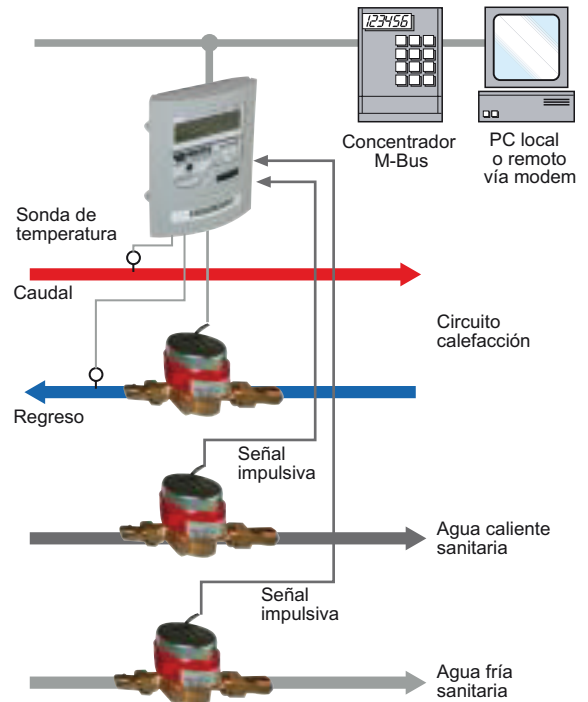 123456
Concentrador
M-Bus
PC local
o remoto
vía modem
Sonda de
temperatura
Caudal
Circuito
calefacción
Regreso
Señal
impulsiva
Agua caliente
sanitaria
Señal
impulsiva
Agua fría
sanitaria